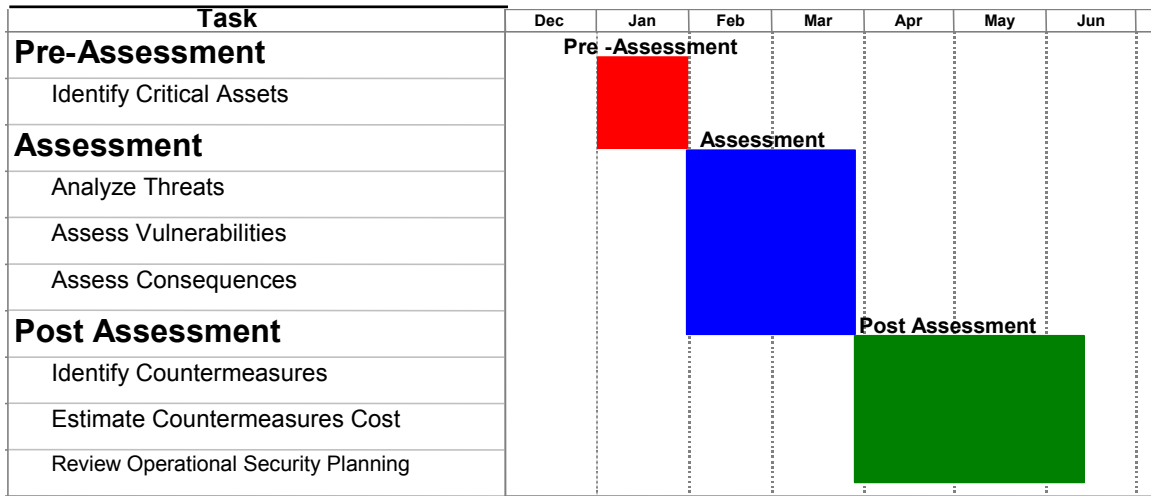 Task Dec Jan Feb Mar Apr May Jun
Pre-Assessment
Pre -Assessment
Identify Critical Assets
Assessment
Assessment
Analyze Threats
Assess Vulnerabilities
Assess Consequences
Post Assessment
Post Assessment
Identify Countermeasures
Estimate Countermeasures Cost
Review Operational Security Planning